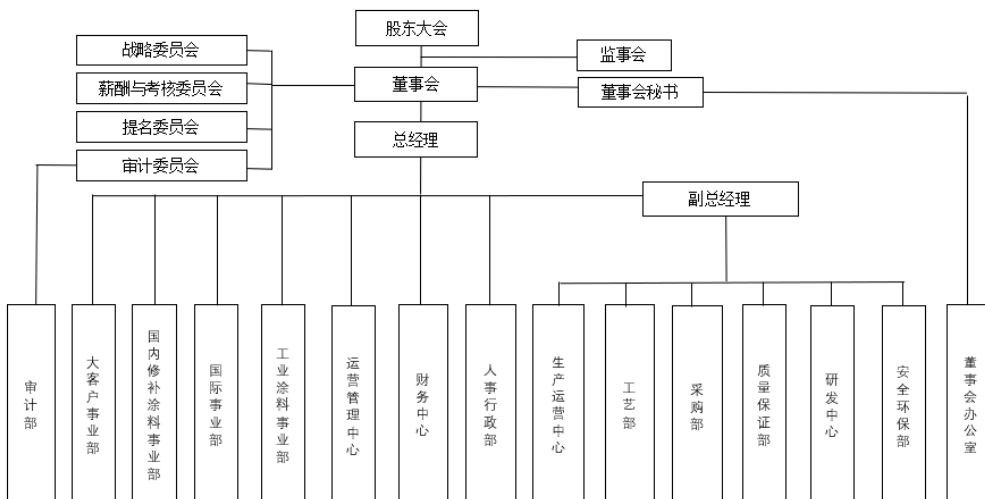 股东大会
战略委员会
监事会
薪酬与考核委员会
董事会
董事会秘书
提名委员会
总经理
审计委员会
副总经理
审计部
大客户事业部
国内修补涂料事业部
国际事业部
工业涂料事业部
运营管理中心
财务中心
人事行政部
生产运营中心
工艺部
采购部
质量保证部
研发中心
安全环保部
董事会办公室